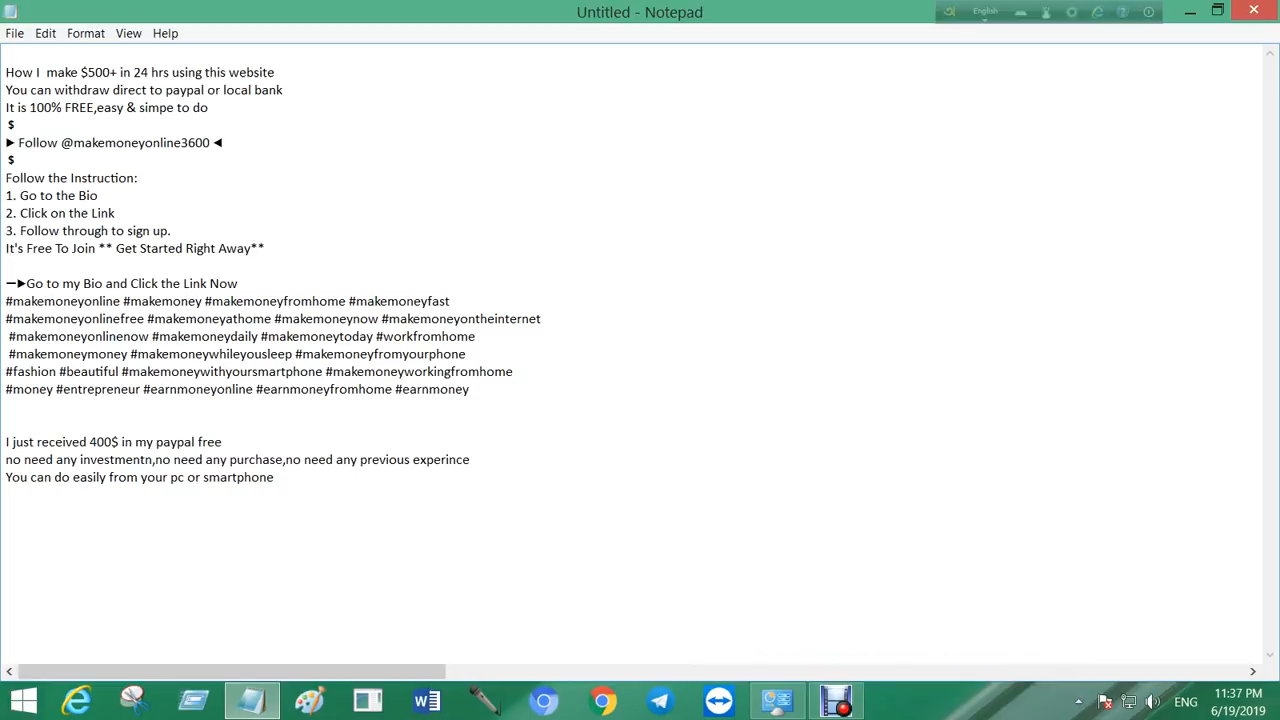 Untitled - Notepad
English
File Edit Format View Help
How I  make $500+ in 24 hrs using this website
You can withdraw direct to paypal or local bank
It is 100% FREE,easy & simpe to do
$
► Follow @makemoneyonline3600 ◄
$
Follow the Instruction:
1. Go to the Bio
2. Click on the Link
3. Follow through to sign up.
It's Free To Join ** Get Started Right Away**
—►Go to my Bio and Click the Link Now
#makemoneyonline #makemoney #makemoneyfromhome #makemoneyfast
#makemoneyonlinefree #makemoneyathome #makemoneynow #makemoneyontheinternet
#makemoneyonlinenow #makemoneydaily #makemoneytoday #workfromhome
#makemoneymoney #makemoneywhileyousleep #makemoneyfromyourphone
#fashion #beautiful #makemoneywithyoursmartphone #makemoneyworkingfromhome
#money #entrepreneur #earnmoneyonline #earnmoneyfromhome #earnmoney
I just received 400$ in my paypal free
no need any investmentn,no need any purchase,no need any previous experince
You can do easily from your pc or smartphone
ENG
11:37 PM
6/19/2019